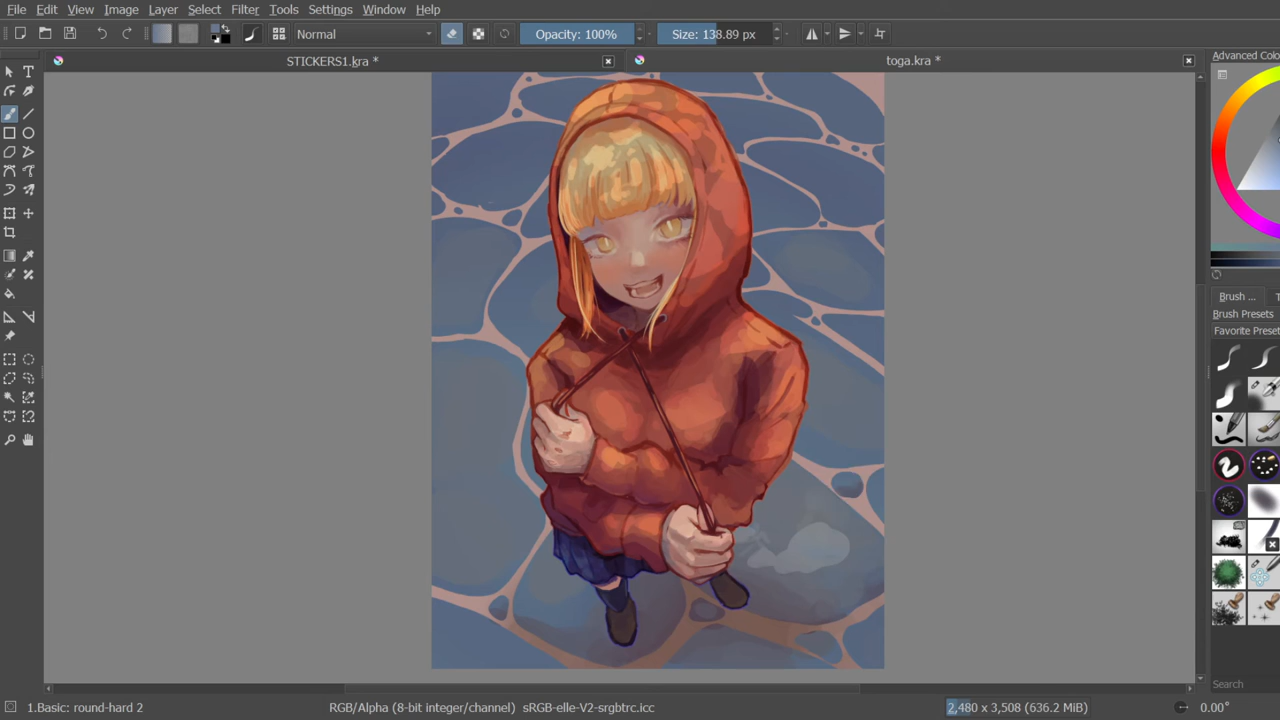 File Edit View Image Layer Select Filter Tools Settings Window Help
Normal Opacity: 100% Size: 138.89 px
STICKERS1.kra * toga.kra *
Advanced Colo
Brush ... T
Brush Presets
Favorite Preset
Search
1.Basic: round-hard 2 RGB/Alpha (8-bit integer/channel) sRGB-elle-V2-srgbtrc.icc 2,480 x 3,508 (636.2 MiB) 0.00°